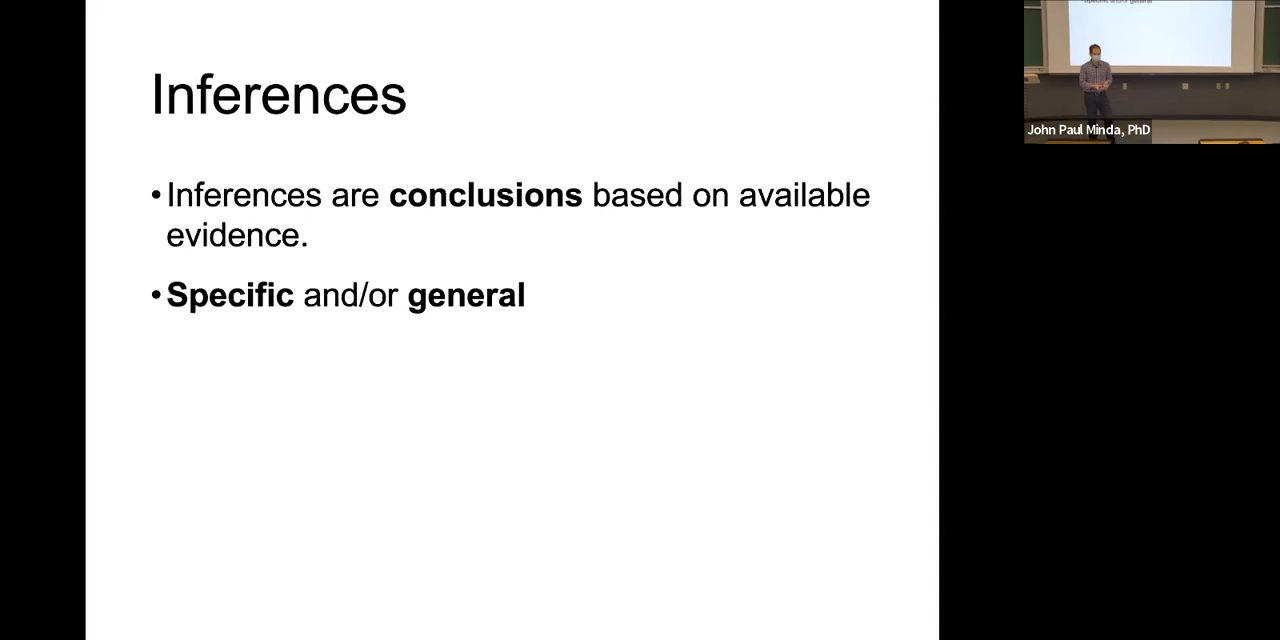 Inferences
•Inferences are conclusions based on available
evidence.
•Specific and/or general
John Paul Minda, PhD